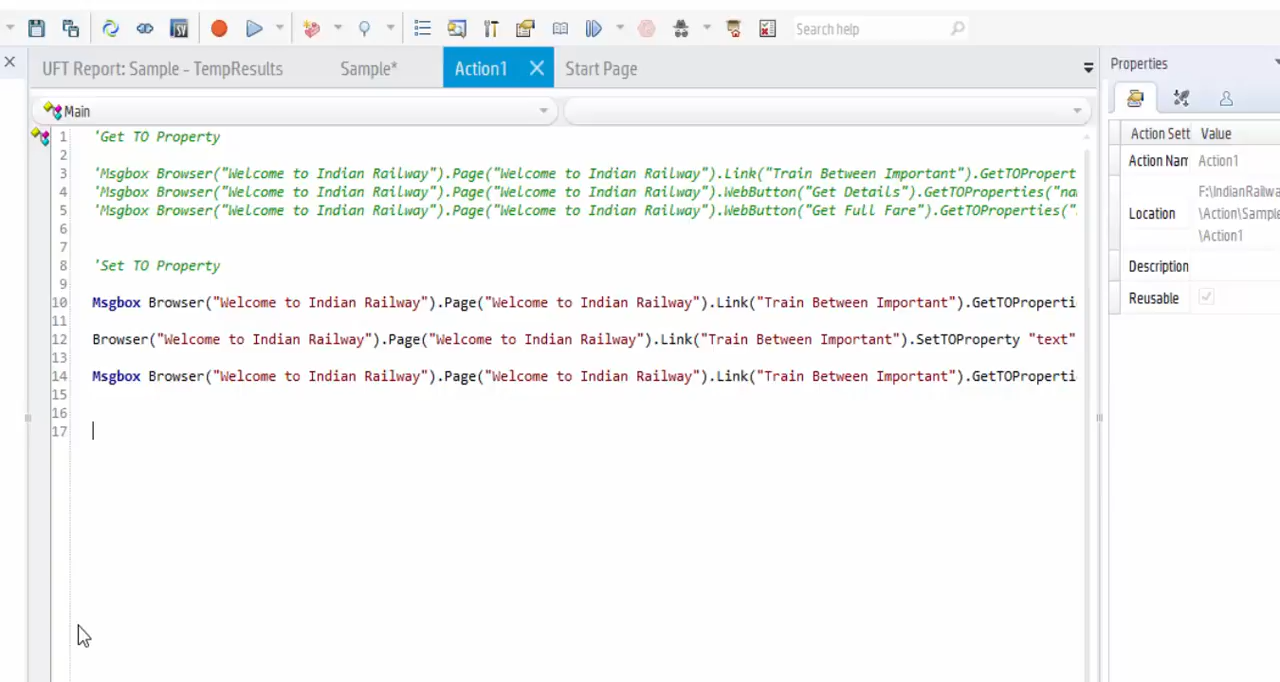 SV
Search help
UFT Report: Sample - TempResults
Sample*
Action1
Start Page
Properties
Main
Action Sett Value
Action Nam Action1
Location
F:\IndianRailwa
\Action\Sample
\Action1
Description
Reusable
1 'Get TO Property
2
3 'Msgbox Browser("Welcome to Indian Railway").Page("Welcome to Indian Railway").Link("Train Between Important").GetTOPropert
4 'Msgbox Browser("Welcome to Indian Railway").Page("Welcome to Indian Railway").WebButton("Get Details").GetTOProperties("na
5 'Msgbox Browser("Welcome to Indian Railway").Page("Welcome to Indian Railway").WebButton("Get Full Fare").GetTOProperties("
6
7
8 'Set TO Property
9
10 Msgbox Browser("Welcome to Indian Railway").Page("Welcome to Indian Railway").Link("Train Between Important").GetTOProperti
11
12 Browser("Welcome to Indian Railway").Page("Welcome to Indian Railway").Link("Train Between Important").SetTOProperty "text"
13
14 Msgbox Browser("Welcome to Indian Railway").Page("Welcome to Indian Railway").Link("Train Between Important").GetTOProperti
15
16
17